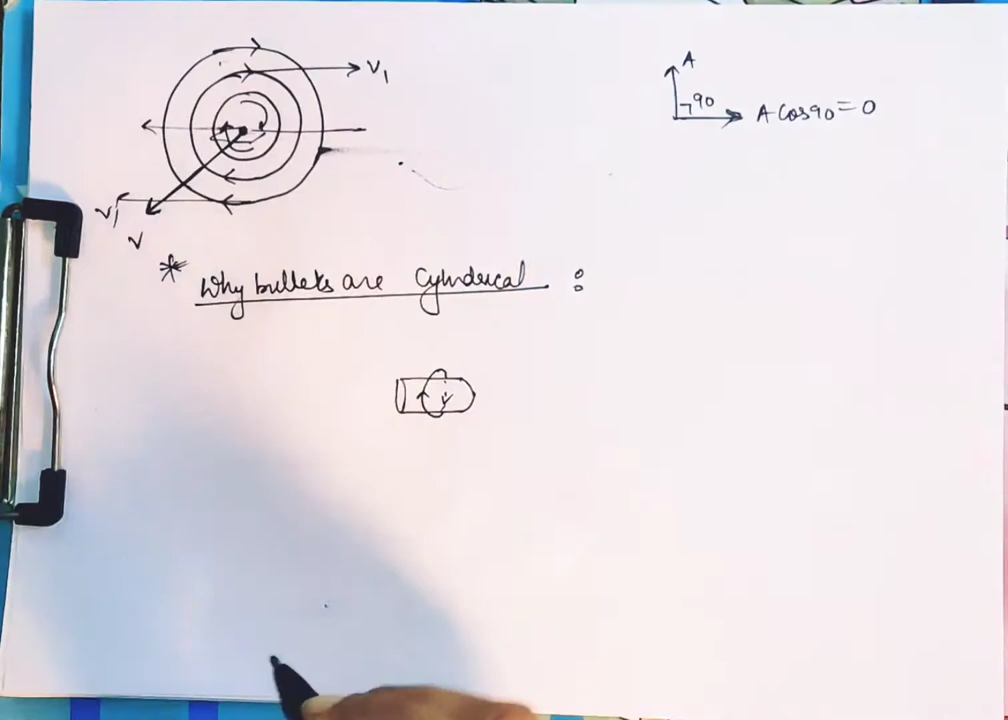 V₁
A
90
A cos90 = 0
V₁
V
* Why bullets are Cylindrical :